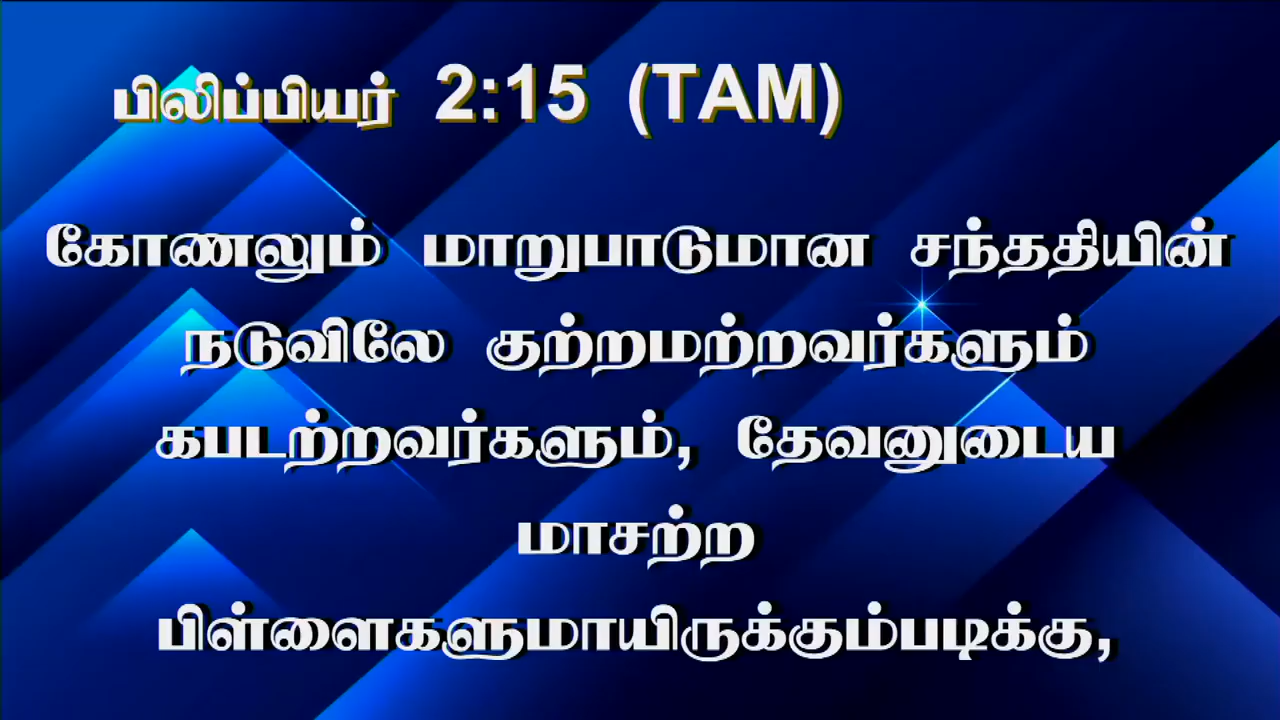 பிலிப்பியர் 2:15 (TAM)
கோணலும் மாறுபாடுமான சந்ததியின்
நடுவிலே குற்றமற்றவர்களும்
கபடற்றவர்களும், தேவனுடைய
மாசற்ற
பிள்ளைகளுமாயிருக்கும்படிக்கு,